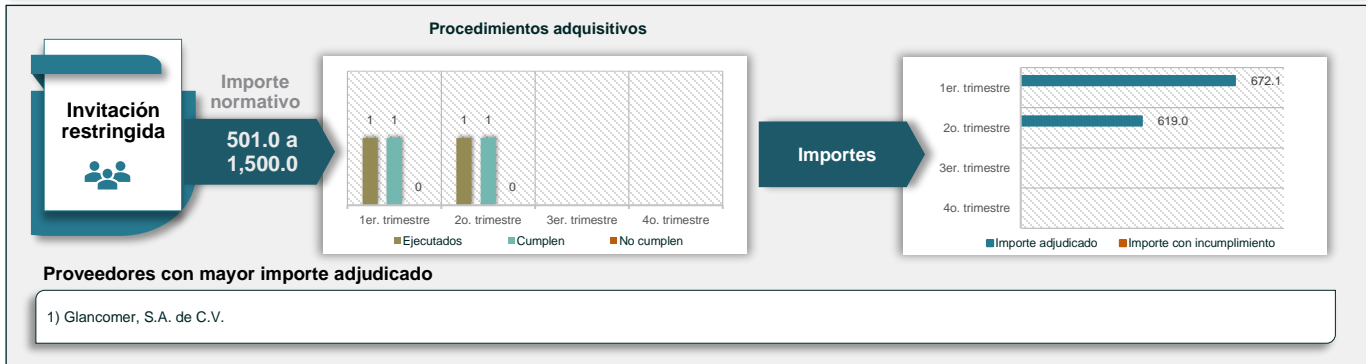 Procedimientos adquisitivos
Invitación
restringida
Importe
normativo
501.0 a
1,500.0
1 1 0
1 1 0
1er. trimestre 2o. trimestre 3er. trimestre 4o. trimestre
Ejecutados Cumplen No cumplen
Importes
1er. trimestre 672.1
2o. trimestre 619.0
3er. trimestre
4o. trimestre
Importe adjudicado Importe con incumplimiento
Proveedores con mayor importe adjudicado
1) Glancomer, S.A. de C.V.